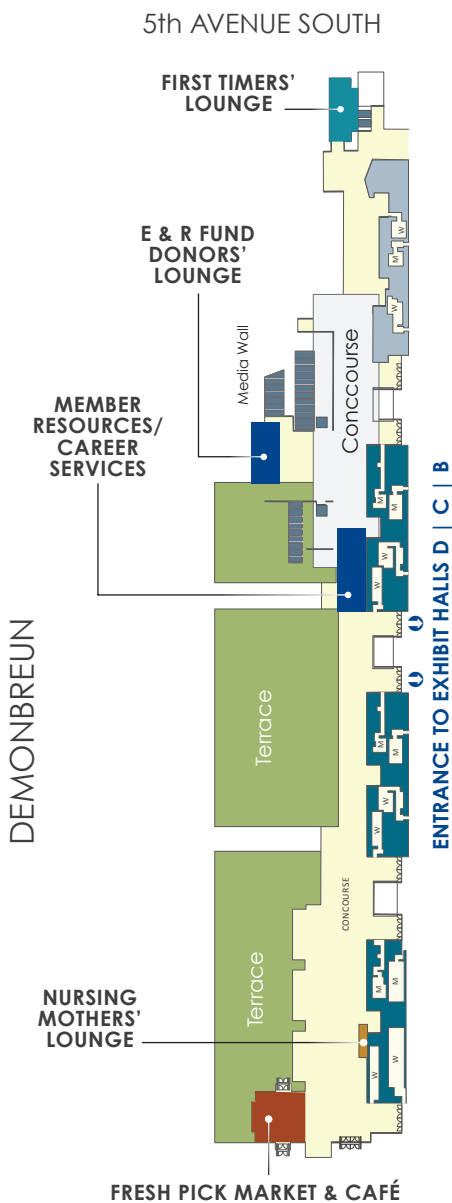 5th AVENUE SOUTH
FIRST TIMERS'
LOUNGE
W
M
E & R FUND
DONORS'
LOUNGE
W
Media Wall
Conccourse
MEMBER
RESOURCES/
CAREER
SERVICES
M
M
W
W
ENTRANCE TO EXHIBIT HALLS D | C | B
DEMONBREUN
Terrace
M
M
W
W
CONCOURSE
Terrace
M
M
NURSING
MOTHERS'
LOUNGE
W
W
FRESH PICK MARKET & CAFÉ